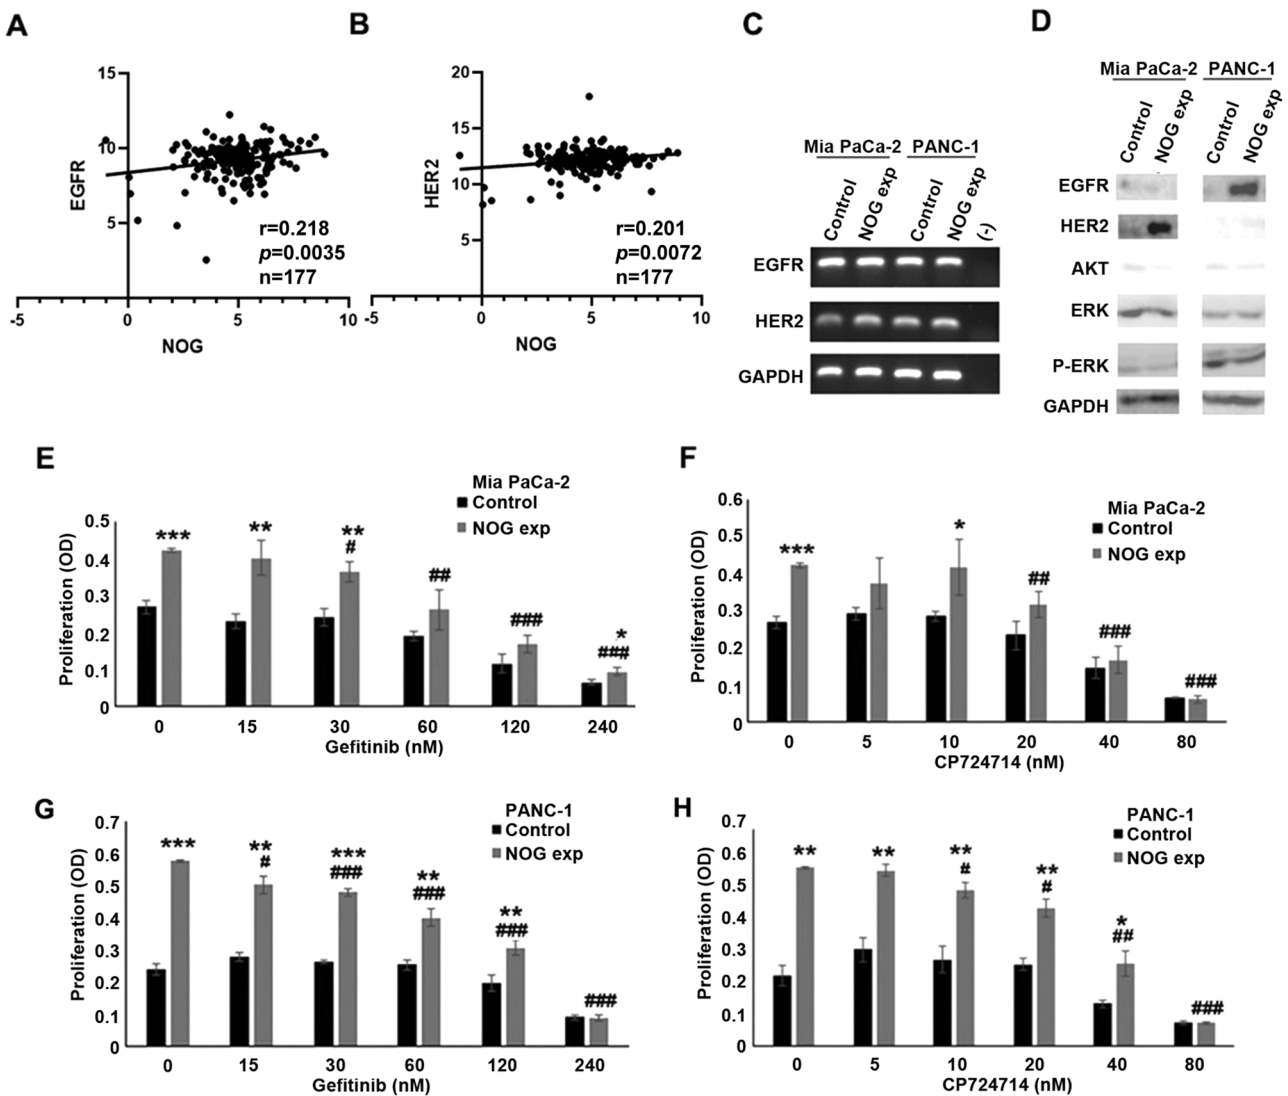 A
15
10
5
EGFR
r=0.218
p=0.0035
n=177
-5 0 5 10
NOG
B
20
15
10
5
HER2
r=0.201
p=0.0072
n=177
-5 0 5 10
NOG
C
Mia PaCa-2 PANC-1
Control NOG exp Control NOG exp (-)
EGFR
HER2
GAPDH
D
Mia PaCa-2 PANC-1
Control NOG exp Control NOG exp
EGFR
HER2
AKT
ERK
P-ERK
GAPDH
E
Mia PaCa-2
Control
NOG exp
Proliferation (OD)
0.5
0.4
0.3
0.2
0.1
0
*** ** ** * 
# ## ### ###
0 15 30 60 120 240
Gefitinib (nM)
F
Mia PaCa-2
Control
NOG exp
Proliferation (OD)
0.6
0.5
0.4
0.3
0.2
0.1
0
*** * ## ### ###
0 5 10 20 40 80
CP724714 (nM)
G
PANC-1
Control
NOG exp
Proliferation (OD)
0.7
0.6
0.5
0.4
0.3
0.2
0.1
0
*** ** *** ** **
# ### ### ### ###
0 15 30 60 120 240
Gefitinib (nM)
H
PANC-1
Control
NOG exp
Proliferation (OD)
0.7
0.6
0.5
0.4
0.3
0.2
0.1
0
** ** ** ** *
# # ## ###
0 5 10 20 40 80
CP724714 (nM)